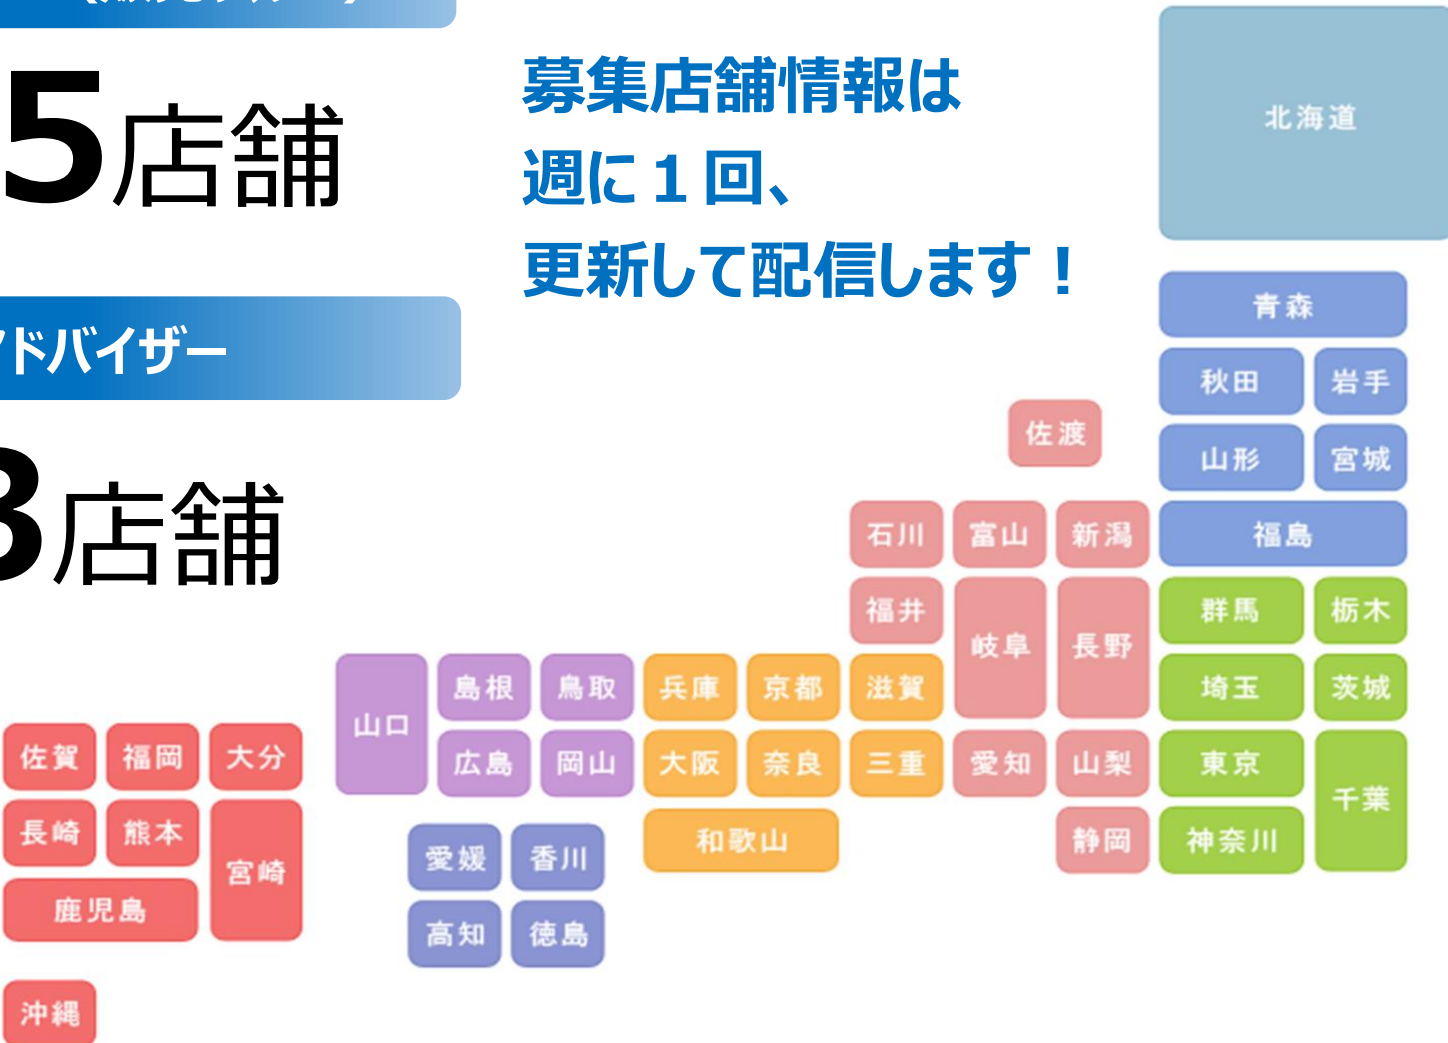 5店舗
募集店舗情報は
週に１回、
更新して配信します！
ドバイザー
店舗
北海道
青森
秋田 岩手
佐渡
山形 宮城
石川 富山 新潟 福島
福井 岐阜 長野 群馬 栃木
山口 島根 鳥取 兵庫 京都 滋賀 埼玉 茨城
佐賀 福岡 大分 広島 岡山 大阪 奈良 三重 愛知 山梨 東京 千葉
長崎 熊本 宮崎 愛媛 香川 和歌山 静岡 神奈川
鹿児島 高知 徳島
沖縄